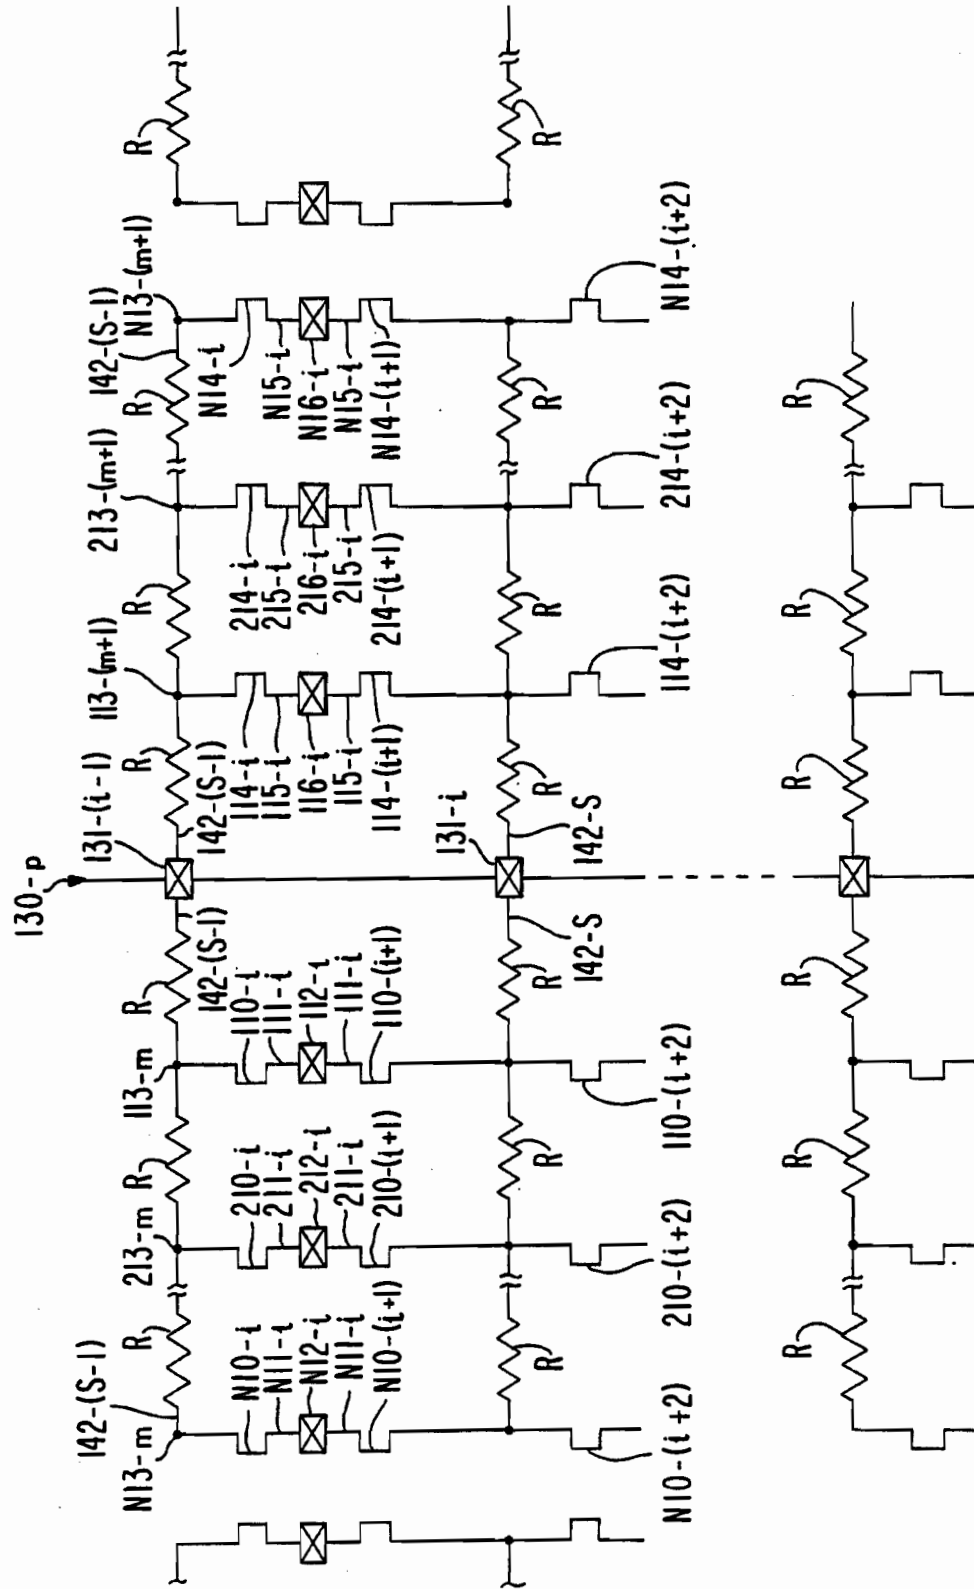 130-p
131-(i-1)
142-(S-1)
N13-m
R
213-m
R
113-m
R
142-(S-1)
142-(S-1)
R
113-(m+1)
R
213-(m+1)
R
142-(S-1)
N13-(m+1)
R
N10-i
N11-i
N12-i
N11-i
N10-(i+1)
210-i
211-i
212-i
211-i
210-(i+1)
110-i
111-i
112-i
111-i
110-(i+1)
114-i
115-i
116-i
115-i
114-(i+1)
214-i
215-i
216-i
215-i
214-(i+1)
N14-i
N15-i
N16-i
N15-i
N14-(i+1)
131-i
R
R
R
142-S
142-S
R
R
R
R
N10-(i+2)
210-(i+2)
110-(i+2)
114-(i+2)
214-(i+2)
N14-(i+2)
R
R
R
R
R
R